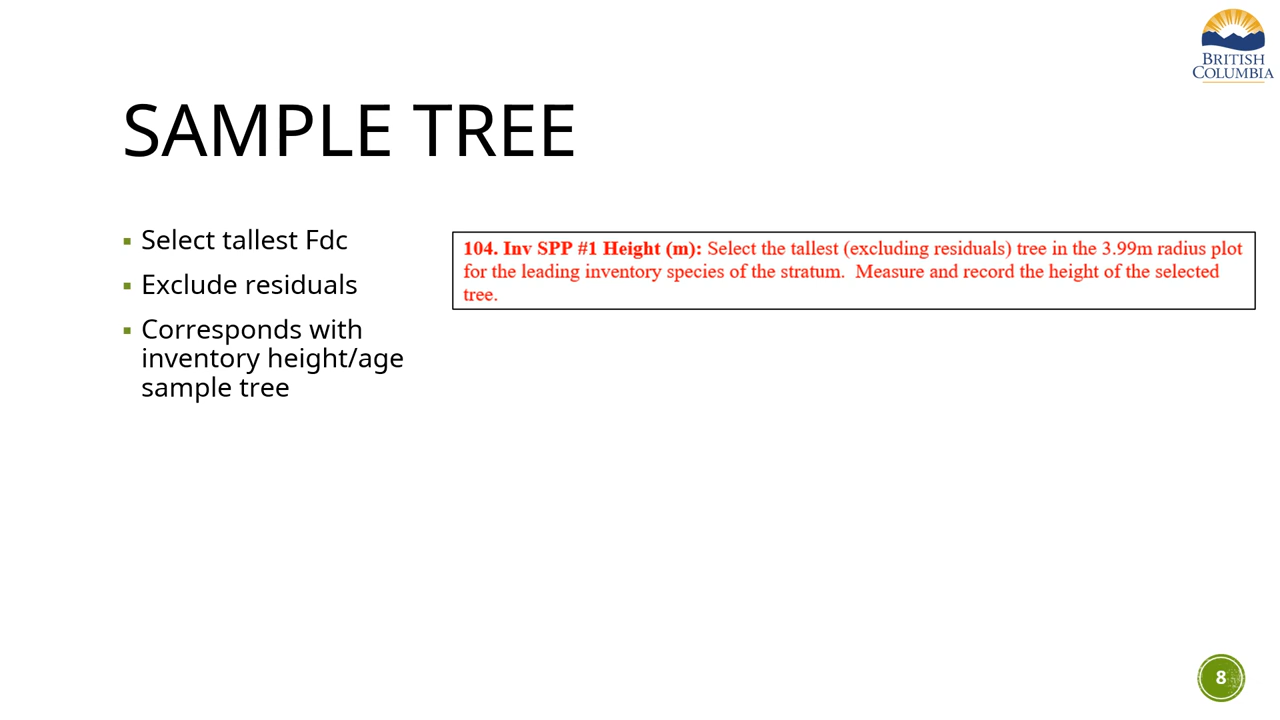 BRITISH
COLUMBIA
SAMPLE TREE
▪ Select tallest Fdc
▪ Exclude residuals
▪ Corresponds with
inventory height/age
sample tree
104. Inv SPP #1 Height (m): Select the tallest (excluding residuals) tree in the 3.99m radius plot
for the leading inventory species of the stratum.  Measure and record the height of the selected
tree.
8